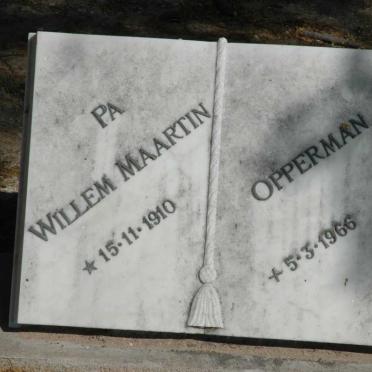 PA
WILLEM MAARTIN OPPERMAN
★ 15·11·1910 + 5·3·1966